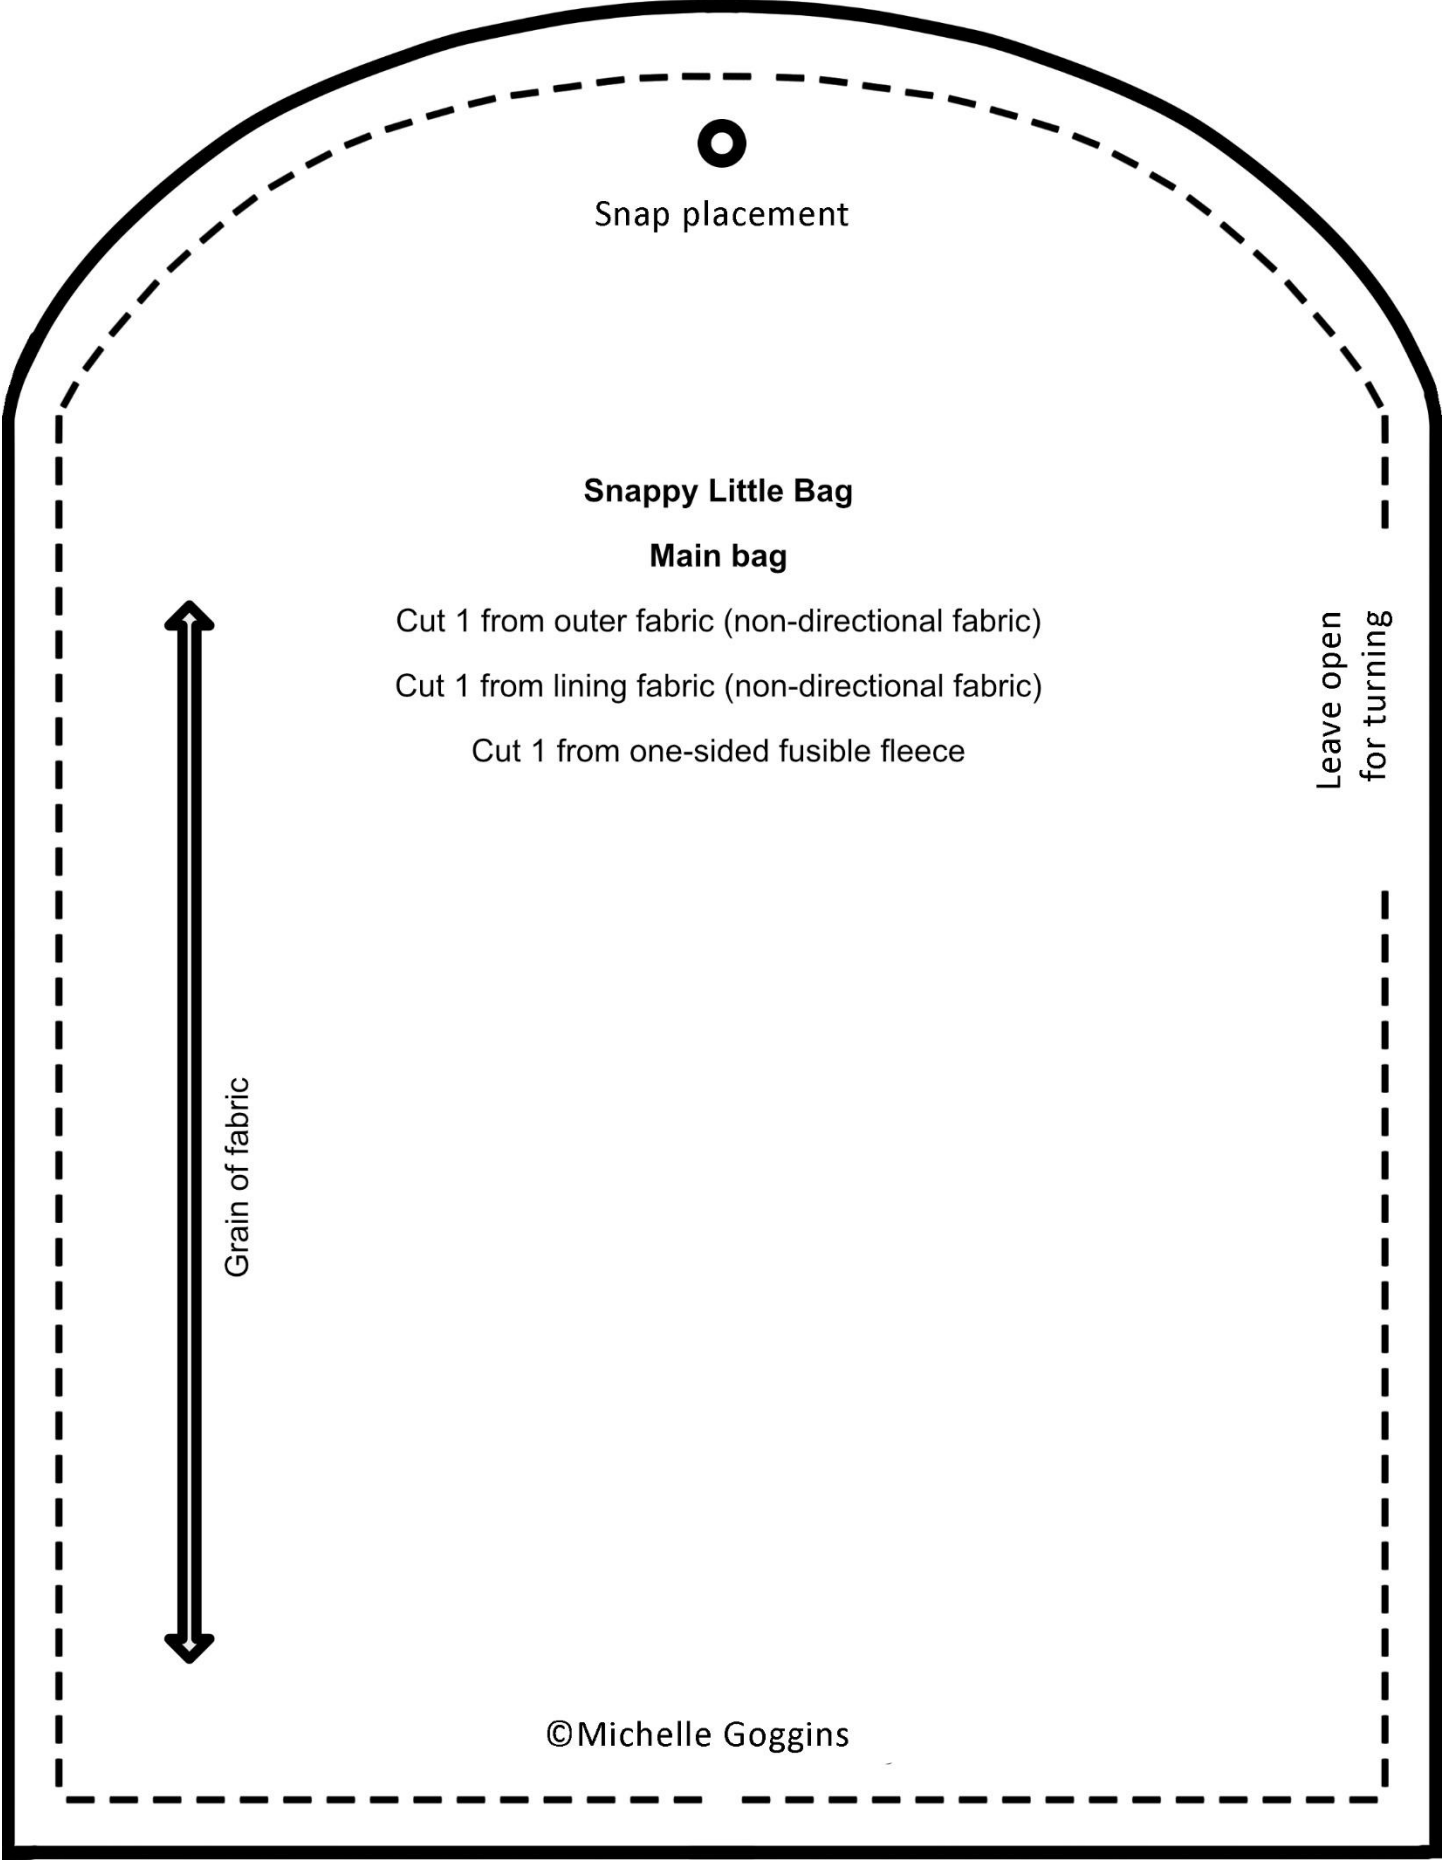 Snap placement
Snappy Little Bag
Main bag
Cut 1 from outer fabric (non-directional fabric)
Cut 1 from lining fabric (non-directional fabric)
Cut 1 from one-sided fusible fleece
Leave open
for turning
Grain of fabric
©Michelle Goggins